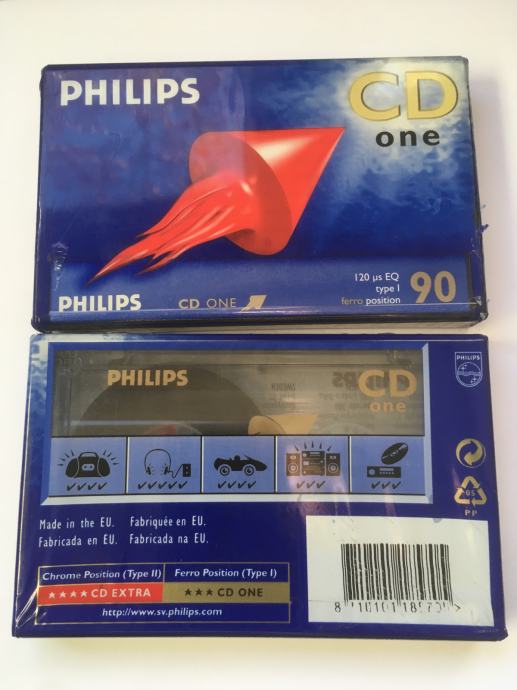 PHILIPS
CD
one
120 µs EQ
type I
ferro position
90
PHILIPS
CD ONE
PHILIPS
CD
one
SWEDEN
PHILIPS
05
PP
Made in the EU. Fabriquée en EU.
Fabricada en EU. Fabricada na EU.
Chrome Position (Type II) Ferro Position (Type I)
★★★★ CD EXTRA ★★★ CD ONE
http://www.sv.philips.com